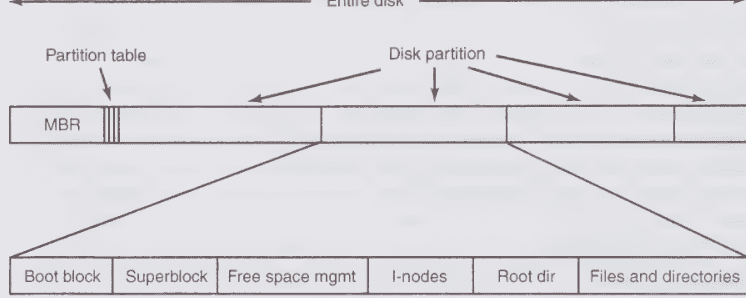 Entire disk
Partition table
Disk partition
MBR
Boot block
Superblock
Free space mgmt
I-nodes
Root dir
Files and directories